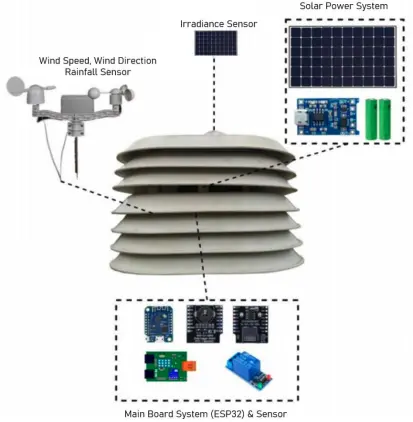 Solar Power System
Irradiance Sensor
Wind Speed, Wind Direction
Rainfall Sensor
Main Board System (ESP32) & Sensor